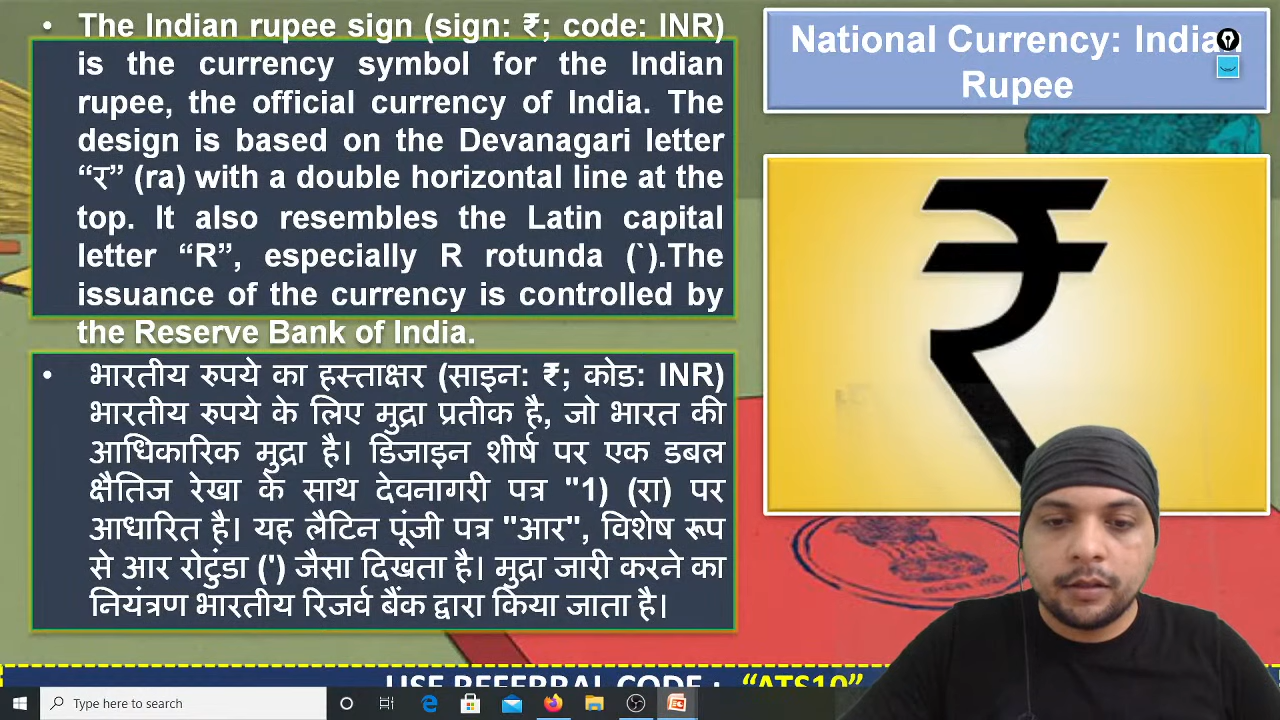 • The Indian rupee sign (sign: ₹; code: INR)
is the currency symbol for the Indian
rupee, the official currency of India. The
design is based on the Devanagari letter
“र” (ra) with a double horizontal line at the
top. It also resembles the Latin capital
letter “R”, especially R rotunda (`).The
issuance of the currency is controlled by
the Reserve Bank of India.
• भारतीय रुपये का हस्ताक्षर (साइन: ₹; कोड: INR)
भारतीय रुपये के लिए मुद्रा प्रतीक है, जो भारत की
आधिकारिक मुद्रा है। डिजाइन शीर्ष पर एक डबल
क्षैतिज रेखा के साथ देवनागरी पत्र "1) (रा) पर
आधारित है। यह लैटिन पूंजी पत्र "आर", विशेष रूप
से आर रोटुंडा (') जैसा दिखता है। मुद्रा जारी करने का
नियंत्रण भारतीय रिजर्व बैंक द्वारा किया जाता है।
National Currency: Indian
Rupee
₹
USE REFERRAL CODE : “ATS10”
Type here to search